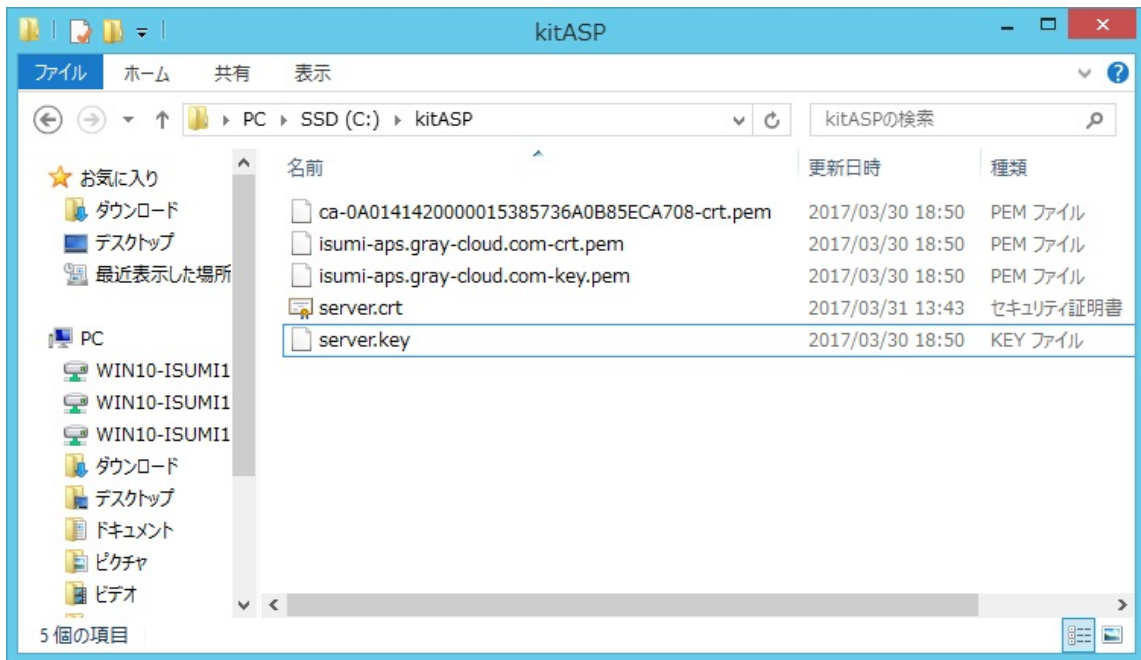 kitASP
ファイル ホーム 共有 表示
PC SSD (C:) kitASP kitASPの検索
お気に入り
ダウンロード
デスクトップ
最近表示した場所
PC
WIN10-ISUMI1
WIN10-ISUMI1
WIN10-ISUMI1
ダウンロード
デスクトップ
ドキュメント
ピクチャ
ビデオ
名前 更新日時 種類
ca-0A0141420000015385736A0B85ECA708-crt.pem 2017/03/30 18:50 PEM ファイル
isumi-aps.gray-cloud.com-crt.pem 2017/03/30 18:50 PEM ファイル
isumi-aps.gray-cloud.com-key.pem 2017/03/30 18:50 PEM ファイル
server.crt 2017/03/31 13:43 セキュリティ証明書
server.key 2017/03/30 18:50 KEY ファイル
5 個の項目